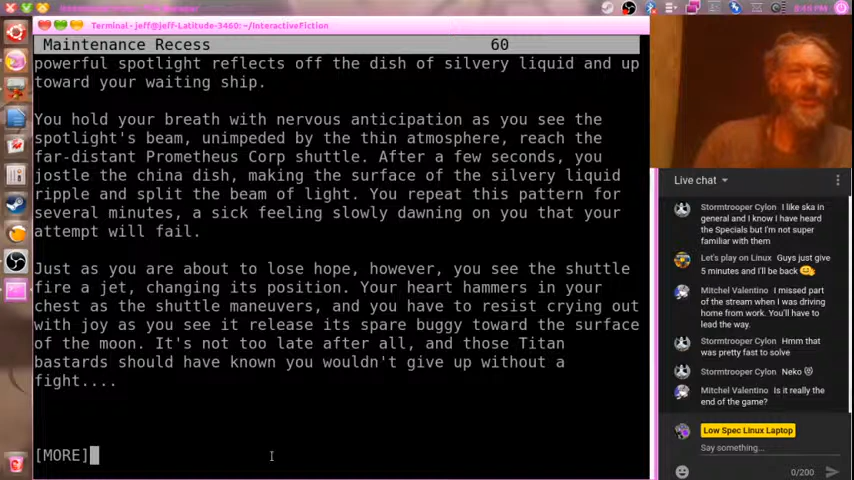 Terminal - jeff@jeff-Latitude-3460: ~/InteractiveFiction
Maintenance Recess 60
powerful spotlight reflects off the dish of silvery liquid and up
toward your waiting ship.
You hold your breath with nervous anticipation as you see the
spotlight's beam, unimpeded by the thin atmosphere, reach the
far-distant Prometheus Corp shuttle. After a few seconds, you
jostle the china dish, making the surface of the silvery liquid
ripple and split the beam of light. You repeat this pattern for
several minutes, a sick feeling slowly dawning on you that your
attempt will fail.
Just as you are about to lose hope, however, you see the shuttle
fire a jet, changing its position. Your heart hammers in your
chest as the shuttle maneuvers, and you have to resist crying out
with joy as you see it release its spare buggy toward the surface
of the moon. It's not too late after all, and those Titan
bastards should have known you wouldn't give up without a
fight....
[MORE]
Live chat
Stormtrooper Cylon I like ska in
general and I know I have heard
the Specials but I'm not super
familiar with them
Let's play on Linux Guys just give
5 minutes and I'll be back
Mitchel Valentino I missed part
of the stream when I was driving
home from work. You'll have to
lead the way.
Stormtrooper Cylon Hmm that
was pretty fast to solve
Stormtrooper Cylon Neko
Mitchel Valentino Is it really the
end of the game?
Low Spec Linux Laptop
Say something...
0/200